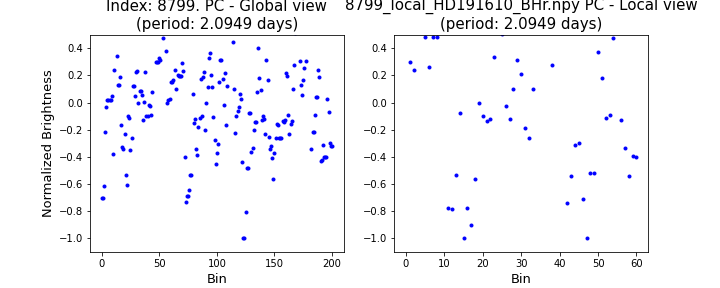 Index: 8799. PC - Global view
(period: 2.0949 days)
8799_local_HD191610_BHr.npy PC - Local view
(period: 2.0949 days)
Normalized Brightness
0.4
0.2
0.0
−0.2
−0.4
−0.6
−0.8
−1.0
0 50 100 150 200
Bin
0.4
0.2
0.0
−0.2
−0.4
−0.6
−0.8
−1.0
0 10 20 30 40 50 60
Bin